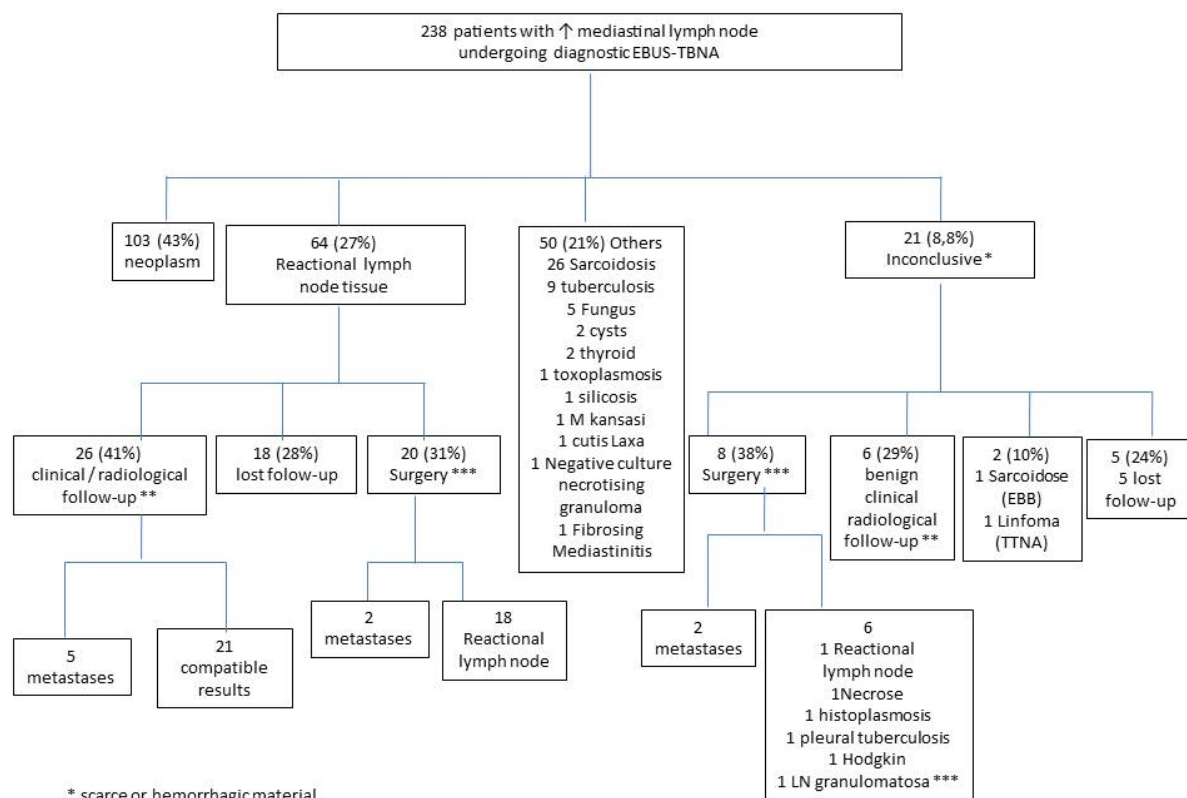 238 patients with ↑ mediastinal lymph node
undergoing diagnostic EBUS-TBNA
103 (43%)
neoplasm
64 (27%)
Reactional lymph
node tissue
50 (21%) Others
26 Sarcoidosis
9 tuberculosis
5 Fungus
2 cysts
2 thyroid
1 toxoplasmosis
1 silicosis
1 M kansasi
1 cutis Laxa
1 Negative culture
necrotising
granuloma
1 Fibrosing
Mediastinitis
21 (8,8%)
Inconclusive *
26 (41%)
clinical / radiological
follow-up **
18 (28%)
lost folow-up
20 (31%)
Surgery ***
8 (38%)
Surgery ***
6 (29%)
benign
clinical
radiological
follow-up **
2 (10%)
1 Sarcoidose
(EBB)
1 Linfoma
(TTNA)
5 (24%)
5 lost
folow-up
5
metastases
21
compatible
results
2
metastases
18
Reactional
lymph node
2
metastases
6
1 Reactional
lymph node
1Necrose
1 histoplasmosis
1 pleural tuberculosis
1 Hodgkin
1 LN granulomatosa ***
* scarce or hemorrhagic material